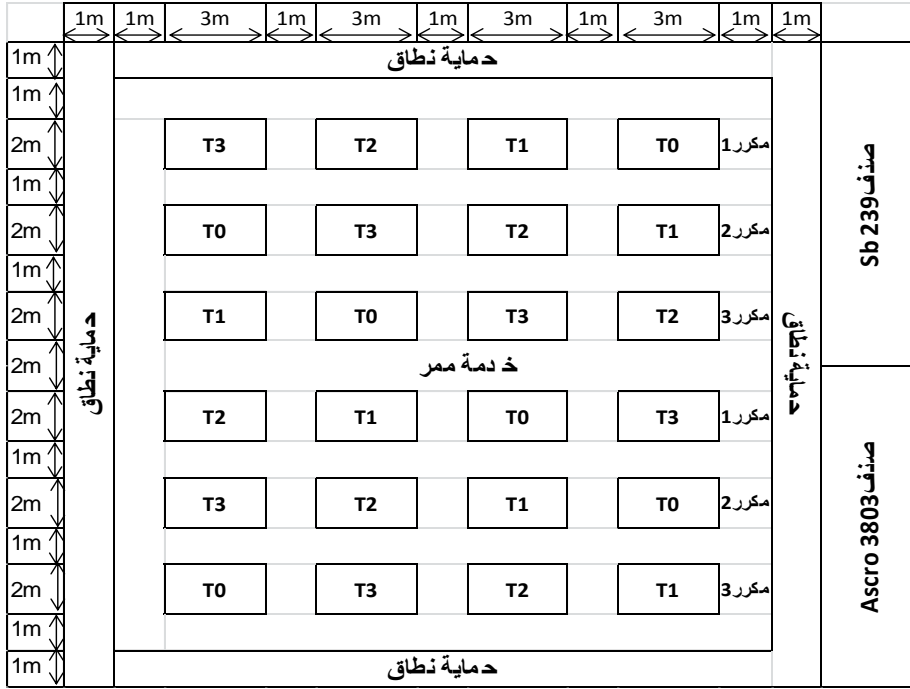 1m 1m 3m 1m 3m 1m 3m 1m 3m 1m 1m
1m حماية نطاق
1m
2m T3 T2 T1 T0 مكرر1
1m
2m T0 T3 T2 T1 مكرر2
1m
2m T1 T0 T3 T2 مكرر3
2m خدمة ممر
2m T2 T1 T0 T3 مكرر1
1m
2m T3 T2 T1 T0 مكرر2
1m
2m T0 T3 T2 T1 مكرر3
1m
1m حماية نطاق
حماية نطاق
حماية نطاق
صنف Sb 239
صنف Ascro 3803